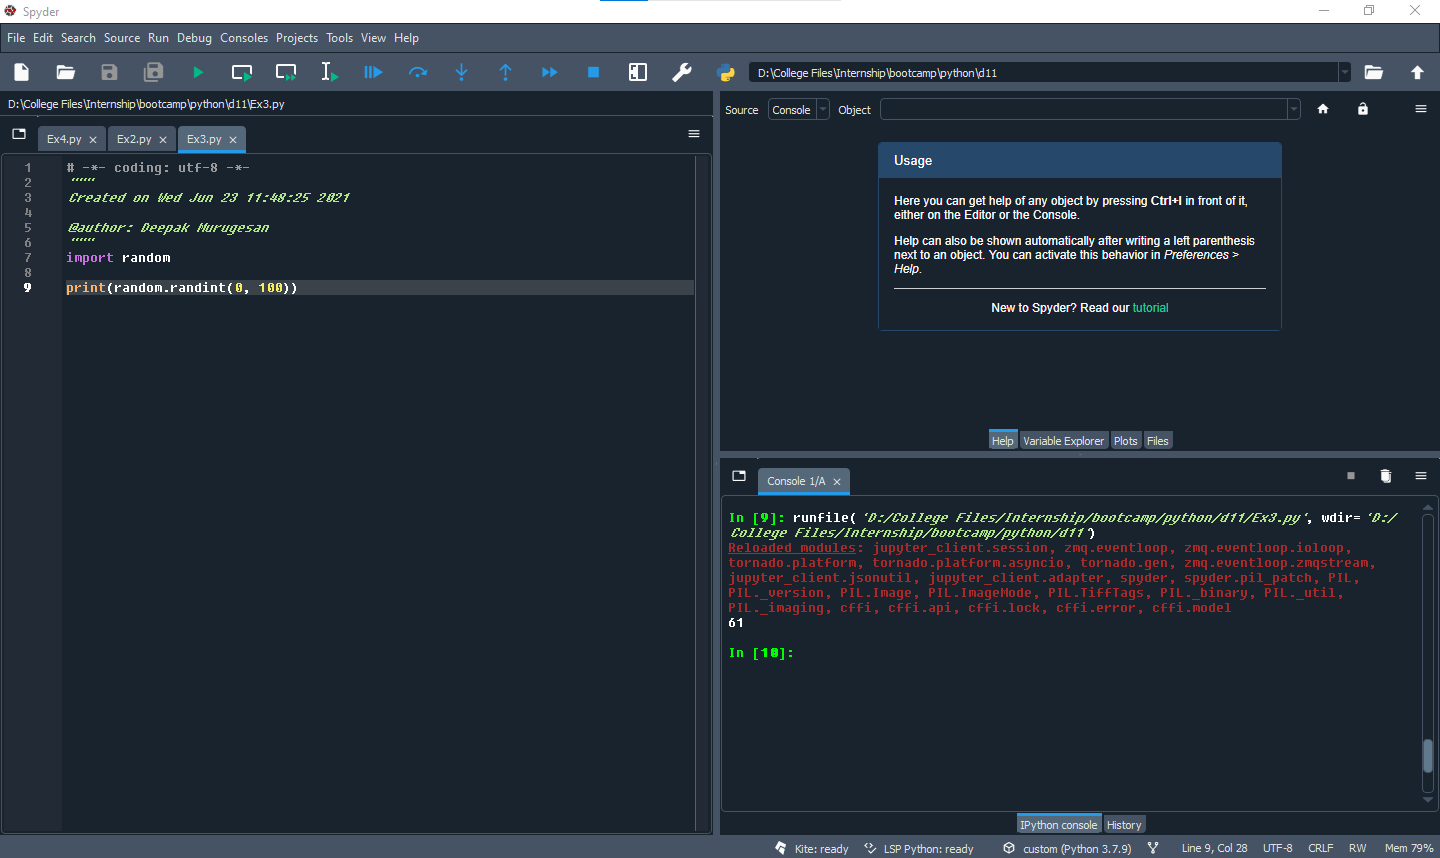 Spyder
File Edit Search Source Run Debug Consoles Projects Tools View Help
D:\College Files\Internship\bootcamp\python\d11
D:\College Files\Internship\bootcamp\python\d11\Ex3.py
Ex4.py Ex2.py Ex3.py
1 # -*- coding: utf-8 -*-
2 """
3 Created on Wed Jun 23 11:48:25 2021
4
5 @author: Deepak Murugesan
6 """
7 import random
8
9 print(random.randint(0, 100))
Source Console Object
Usage
Here you can get help of any object by pressing Ctrl+I in front of it,
either on the Editor or the Console.
Help can also be shown automatically after writing a left parenthesis
next to an object. You can activate this behavior in Preferences >
Help.
New to Spyder? Read our tutorial
Help Variable Explorer Plots Files
Console 1/A
In [9]: runfile('D:/College Files/Internship/bootcamp/python/d11/Ex3.py', wdir='D:/
College Files/Internship/bootcamp/python/d11')
Reloaded modules: jupyter_client.session, zmq.eventloop, zmq.eventloop.ioloop,
tornado.platform, tornado.platform.asyncio, tornado.gen, zmq.eventloop.zmqstream,
jupyter_client.jsonutil, jupyter_client.adapter, spyder, spyder.pil_patch, PIL,
PIL._version, PIL.Image, PIL.ImageMode, PIL.TiffTags, PIL._binary, PIL._util,
PIL._imaging, cffi, cffi.api, cffi.lock, cffi.error, cffi.model
61
In [10]:
IPython console History
Kite: ready LSP Python: ready custom (Python 3.7.9) Line 9, Col 28 UTF-8 CRLF RW Mem 79%